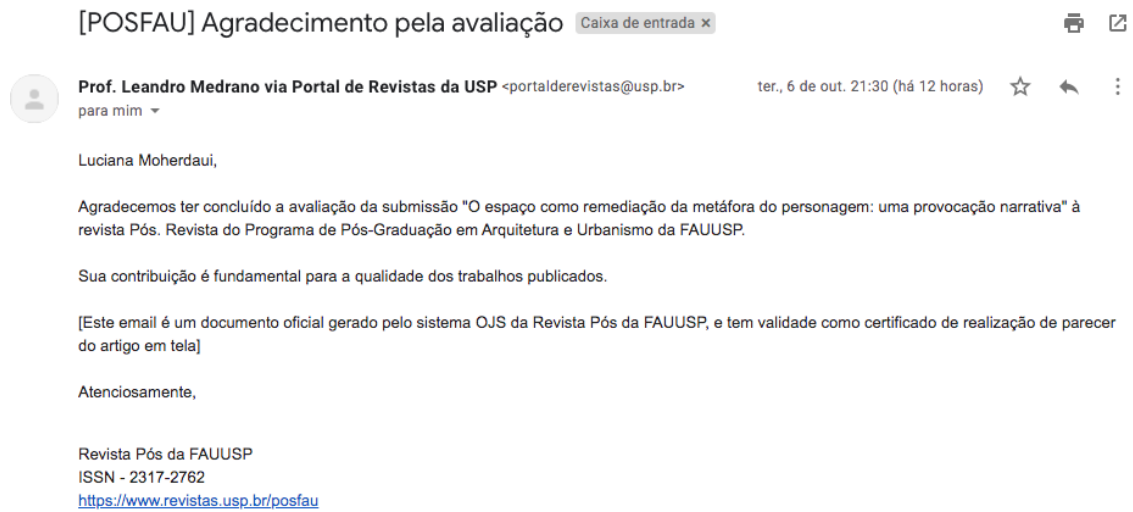 [POSFAU] Agradecimento pela avaliação Caixa de entrada ×
Prof. Leandro Medrano via Portal de Revistas da USP <portalderevistas@usp.br> ter., 6 de out. 21:30 (há 12 horas)
para mim
Luciana Moherdaui,
Agradecemos ter concluído a avaliação da submissão "O espaço como remediação da metáfora do personagem: uma provocação narrativa" à
revista Pós. Revista do Programa de Pós-Graduação em Arquitetura e Urbanismo da FAUUSP.
Sua contribuição é fundamental para a qualidade dos trabalhos publicados.
[Este email é um documento oficial gerado pelo sistema OJS da Revista Pós da FAUUSP, e tem validade como certificado de realização de parecer
do artigo em tela]
Atenciosamente,
Revista Pós da FAUUSP
ISSN - 2317-2762
https://www.revistas.usp.br/posfau